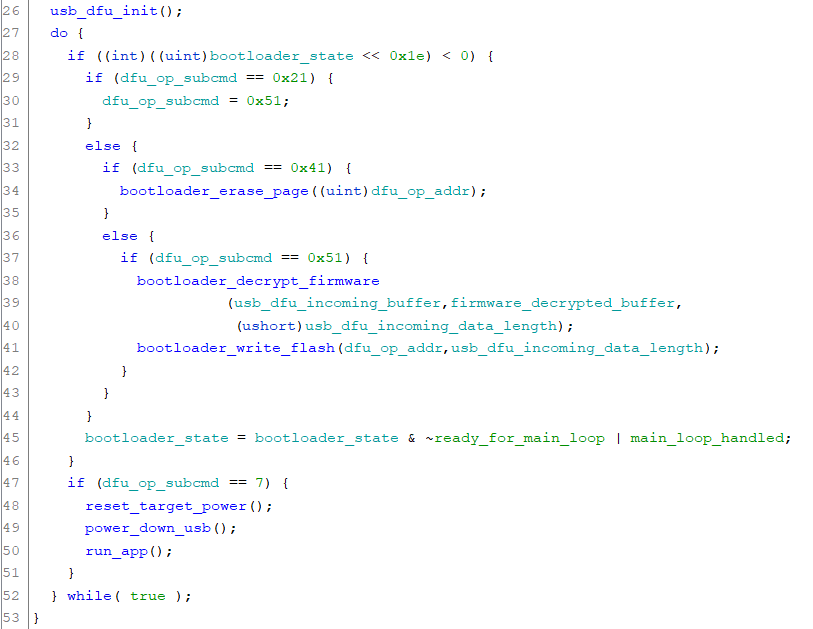 26 usb_dfu_init();
27 do {
28 if ((int)((uint)bootloader_state << 0x1e) < 0) {
29 if (dfu_op_subcmd == 0x21) {
30 dfu_op_subcmd = 0x51;
31 }
32 else {
33 if (dfu_op_subcmd == 0x41) {
34 bootloader_erase_page((uint)dfu_op_addr);
35 }
36 else {
37 if (dfu_op_subcmd == 0x51) {
38 bootloader_decrypt_firmware
39 (usb_dfu_incoming_buffer,firmware_decrypted_buffer,
40 (ushort)usb_dfu_incoming_data_length);
41 bootloader_write_flash(dfu_op_addr,usb_dfu_incoming_data_length);
42 }
43 }
44 }
45 bootloader_state = bootloader_state & ~ready_for_main_loop | main_loop_handled;
46 }
47 if (dfu_op_subcmd == 7) {
48 reset_target_power();
49 power_down_usb();
50 run_app();
51 }
52 } while( true );
53 }